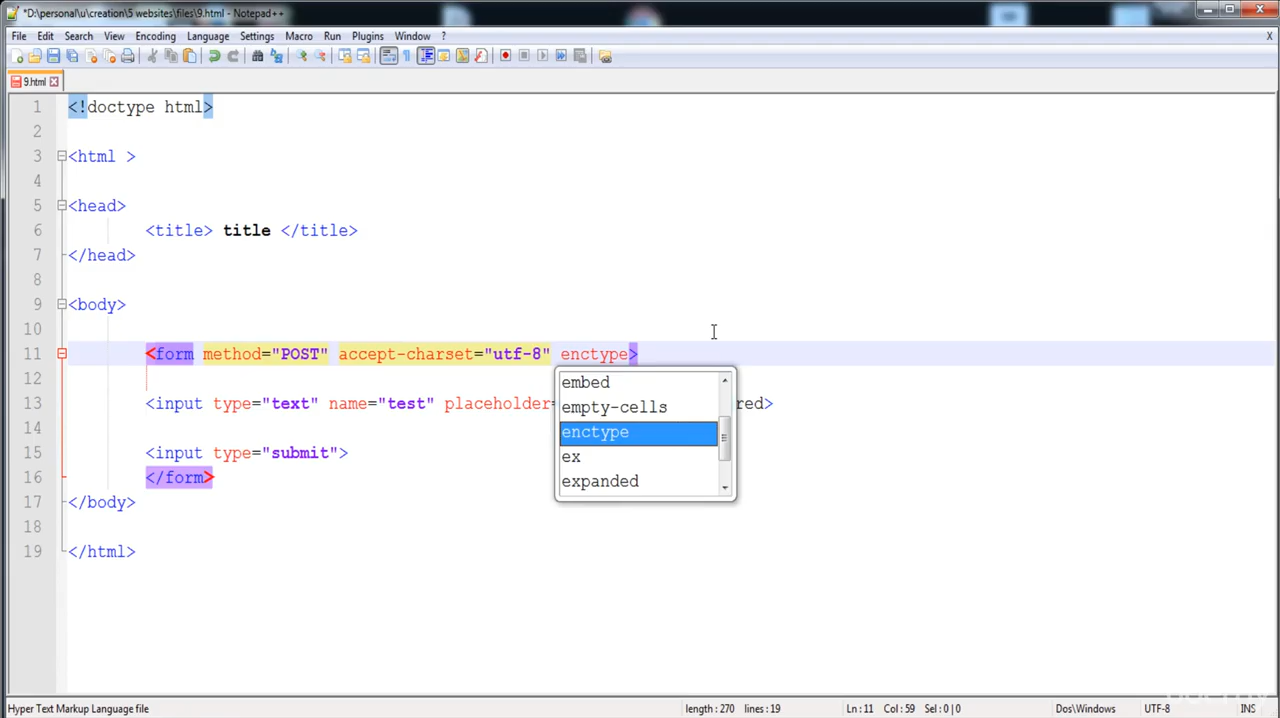 *D:\personal\u\creation\5 websites\files\9.html - Notepad++
File Edit Search View Encoding Language Settings Macro Run Plugins Window ? X
9.html
1 <!doctype html>
2
3 <html >
4
5 <head>
6 <title> title </title>
7 </head>
8
9 <body>
10
11 <form method="POST" accept-charset="utf-8" enctype>
12
embed
13 <input type="text" name="test" placeholder= red>
empty-cells
enctype
14
15 <input type="submit">
ex
16 </form>
expanded
17 </body>
18
19 </html>
Hyper Text Markup Language file length : 270 lines : 19 Ln : 11 Col : 59 Sel : 0 | 0 Dos\Windows UTF-8 INS